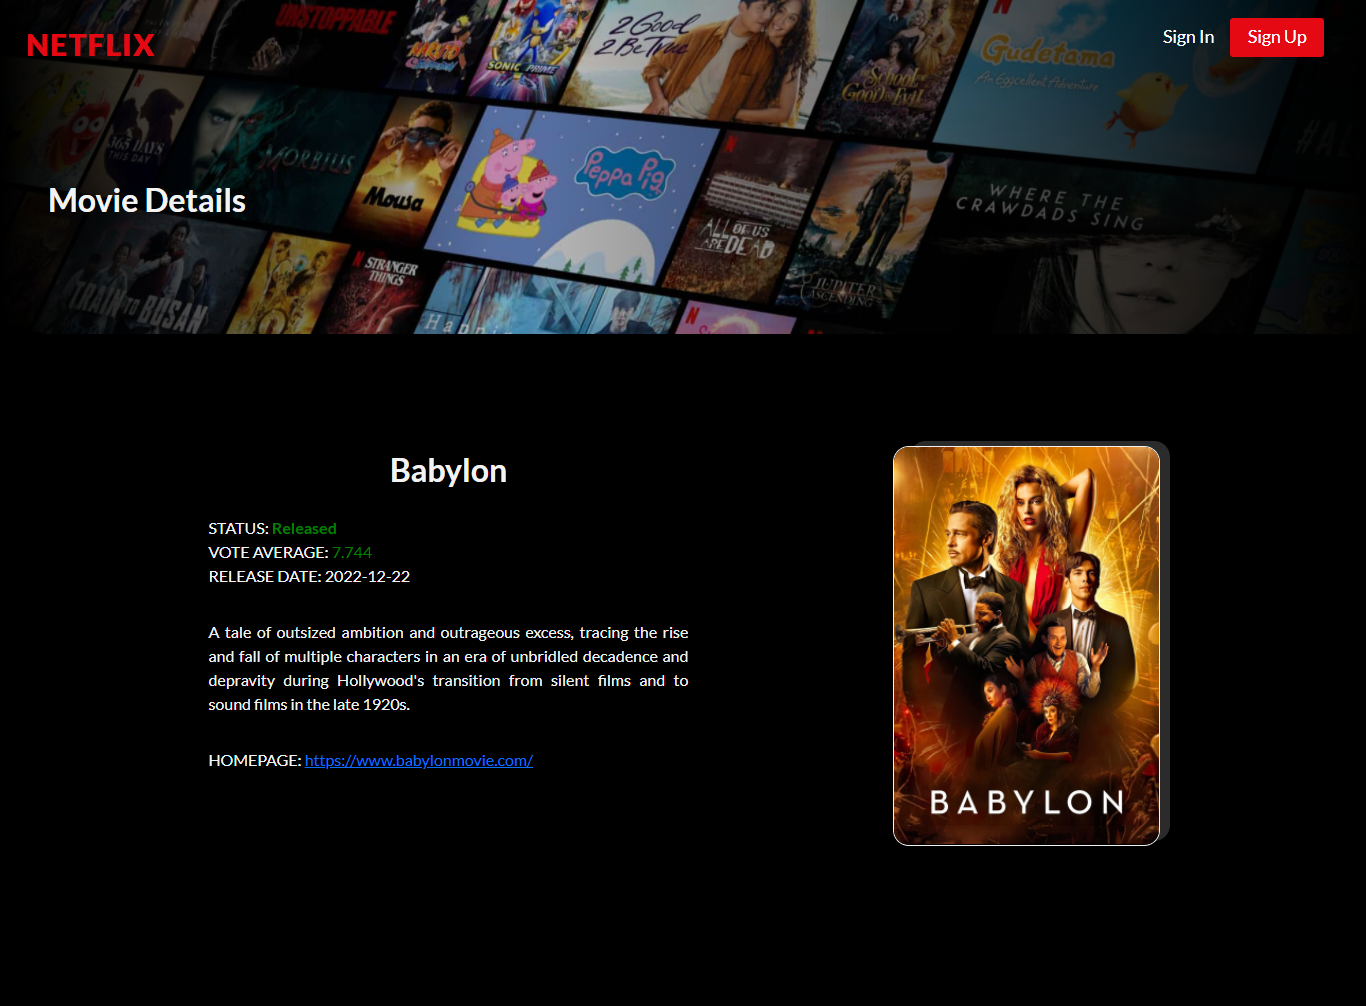 UNSTOPPABLE
2 Good
2 Be True
NETFLIX
Sign In
Sign Up
SONIC PRIME
The School
for Good and Evil
Gudetama
An Eggcellent Adventure
365 DAYS
THIS DAY
MORBIUS
Peppa Pig
Mousa
WHERE THE
CRAWDADS SING
Movie Details
ALL OF US
ARE DEAD
STRANGER
THINGS
TRAIN TO BUSAN
JUPITER
ASCENDING
Babylon
STATUS: Released
VOTE AVERAGE: 7.744
RELEASE DATE: 2022-12-22
A tale of outsized ambition and outrageous excess, tracing the rise
and fall of multiple characters in an era of unbridled decadence and
depravity during Hollywood's transition from silent films and to
sound films in the late 1920s.
HOMEPAGE: https://www.babylonmovie.com/
BABYLON